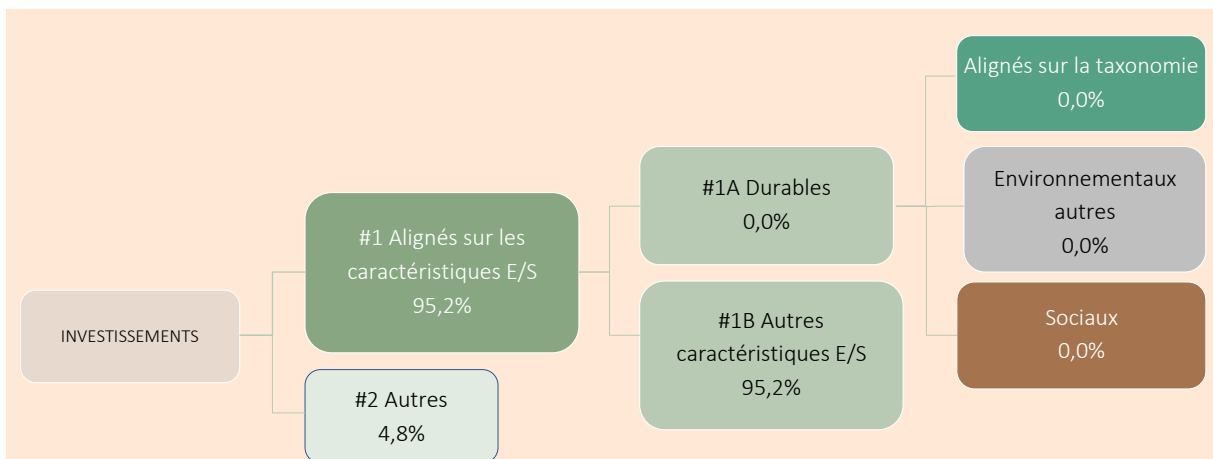 INVESTISSEMENTS
#1 Alignés sur les
caractéristiques E/S
95,2%
#2 Autres
4,8%
#1A Durables
0,0%
#1B Autres
caractéristiques E/S
95,2%
Alignés sur la taxonomie
0,0%
Environnementaux
autres
0,0%
Sociaux
0,0%